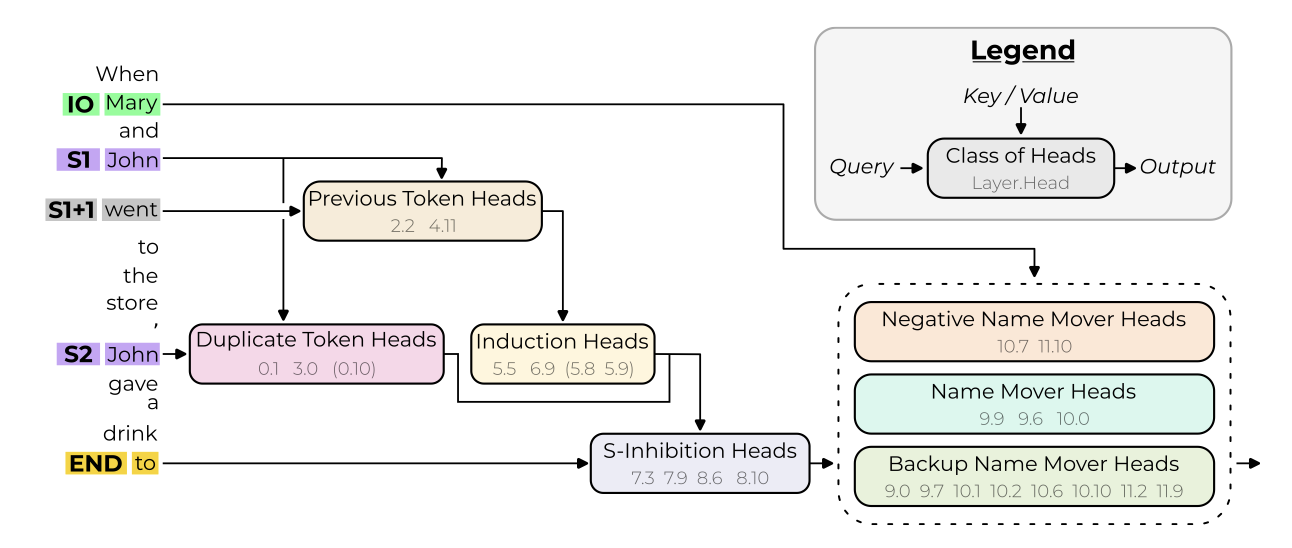 When
IO Mary
and
S1 John
S1+1 went
to
the
store
,
S2 John
gave
a
drink
END to
Previous Token Heads
2.2 4.11
Duplicate Token Heads
0.1 3.0 (0.10)
Induction Heads
5.5 6.9 (5.8 5.9)
S-Inhibition Heads
7.3 7.9 8.6 8.10
Legend
Key / Value
Query
Class of Heads
Layer.Head
Output
Negative Name Mover Heads
10.7 11.10
Name Mover Heads
9.9 9.6 10.0
Backup Name Mover Heads
9.0 9.7 10.1 10.2 10.6 10.10 11.2 11.9